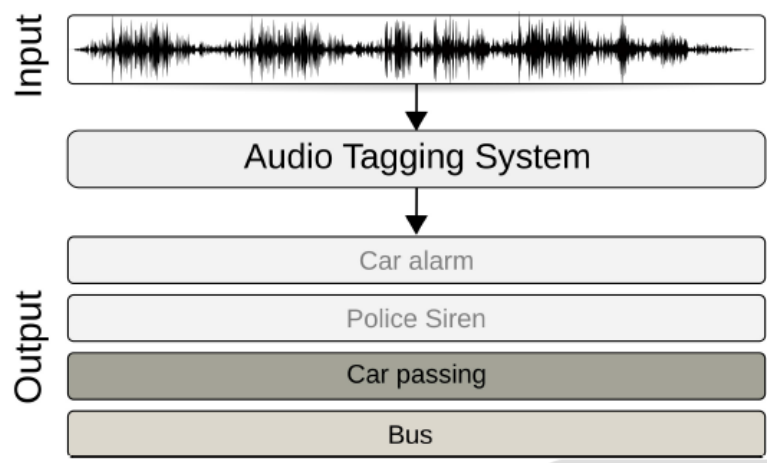 Input
Audio Tagging System
Output
Car alarm
Police Siren
Car passing
Bus